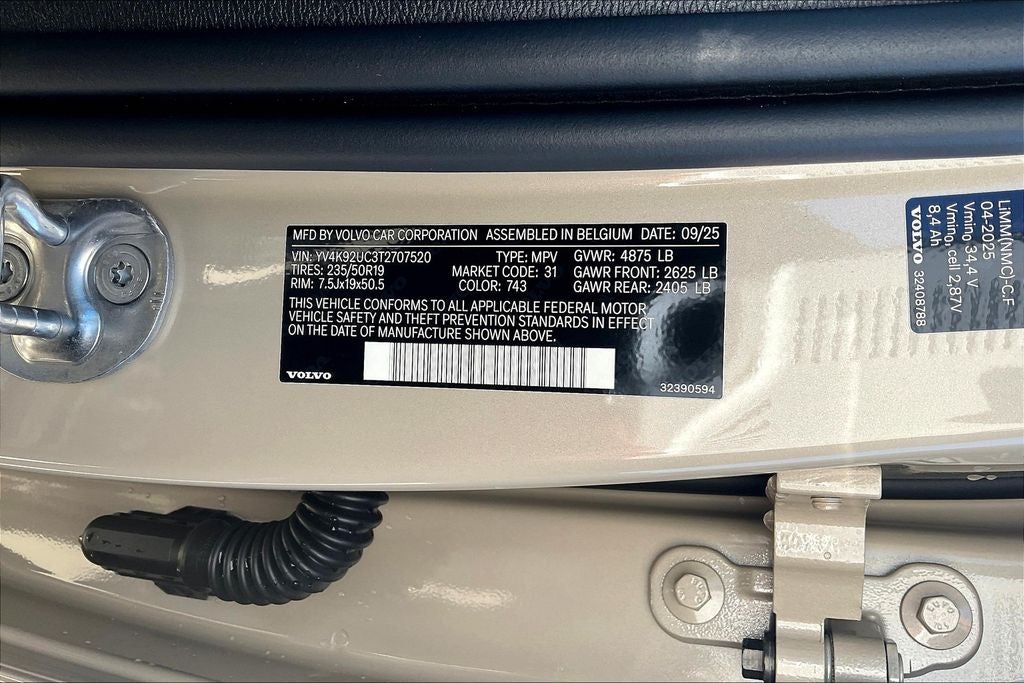 MFD BY VOLVO CAR CORPORATION ASSEMBLED IN BELGIUM DATE: 09/25
VIN: YV4K92UC3T2707520 TYPE: MPV GVWR: 4875 LB
TIRES: 235/50R19 MARKET CODE: 31 GAWR FRONT: 2625 LB
RIM: 7.5Jx19x50.5 COLOR: 743 GAWR REAR: 2405 LB
THIS VEHICLE CONFORMS TO ALL APPLICABLE FEDERAL MOTOR
VEHICLE SAFETY AND THEFT PREVENTION STANDARDS IN EFFECT
ON THE DATE OF MANUFACTURE SHOWN ABOVE.
VOLVO
32390594
LiMM(NMC)-C.F
04-2025
Vmino, 34,4 V
Vmino, cell 2,87V
8,4 Ah
VOLVO 32408788